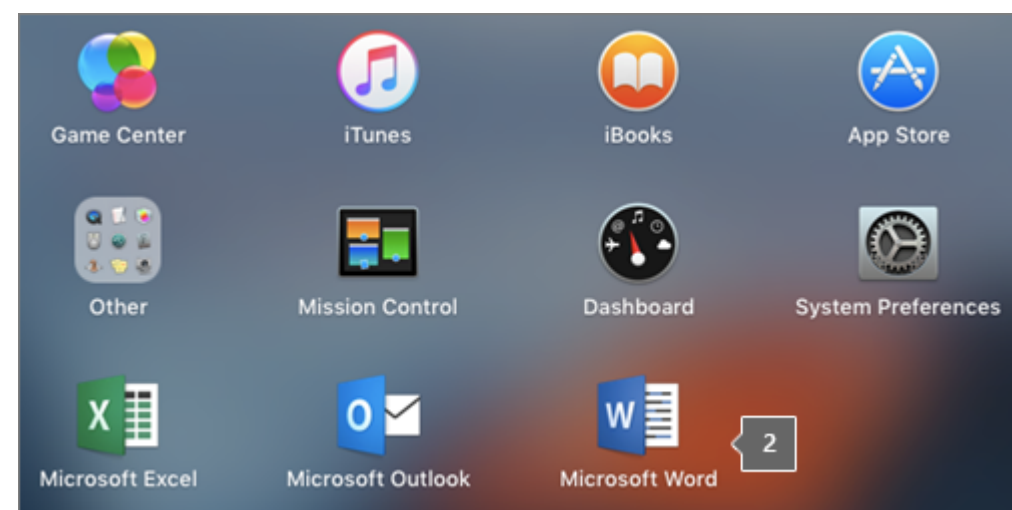 Game Center
iTunes
iBooks
App Store
Other
Mission Control
@
Dashboard
System Preferences
X
O
W
2
Microsoft Excel
Microsoft Outlook
Microsoft Word